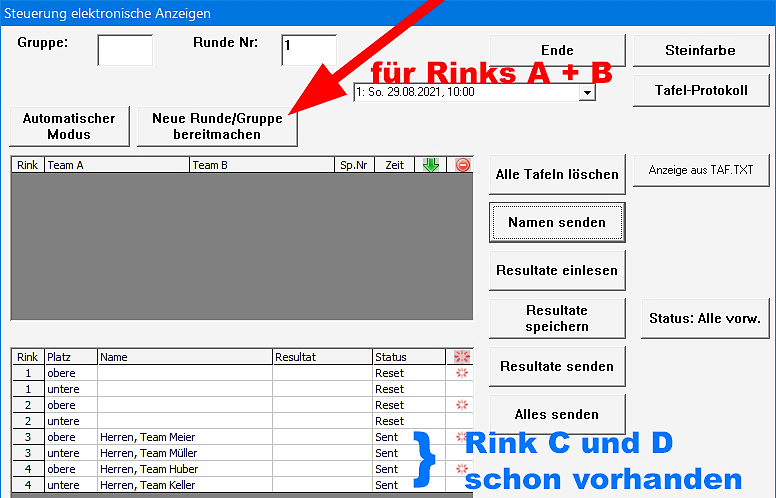 Steuerung elektronische Anzeigen
Gruppe:
Runde Nr:
1
Ende
Steinfarbe
für Rinks A + B
1: So. 29.08.2021, 10:00
Tafel-Protokoll
Automatischer
Modus
Neue Runde/Gruppe
bereitmachen
Rink Team A Team B Sp.Nr Zeit
Alle Tafeln löschen
Anzeige aus TAF.TXT
Namen senden
Resultate einlesen
Resultate
speichern
Status: Alle vorw.
Rink Platz Name Resultat Status
1 obere Reset
1 untere Reset
2 obere Reset
2 untere Reset
3 obere Herren, Team Meier Sent
3 untere Herren, Team Müller Sent
4 obere Herren, Team Huber Sent
4 untere Herren, Team Keller Sent
Resultate senden
Alles senden
} Rink C und D
schon vorhanden